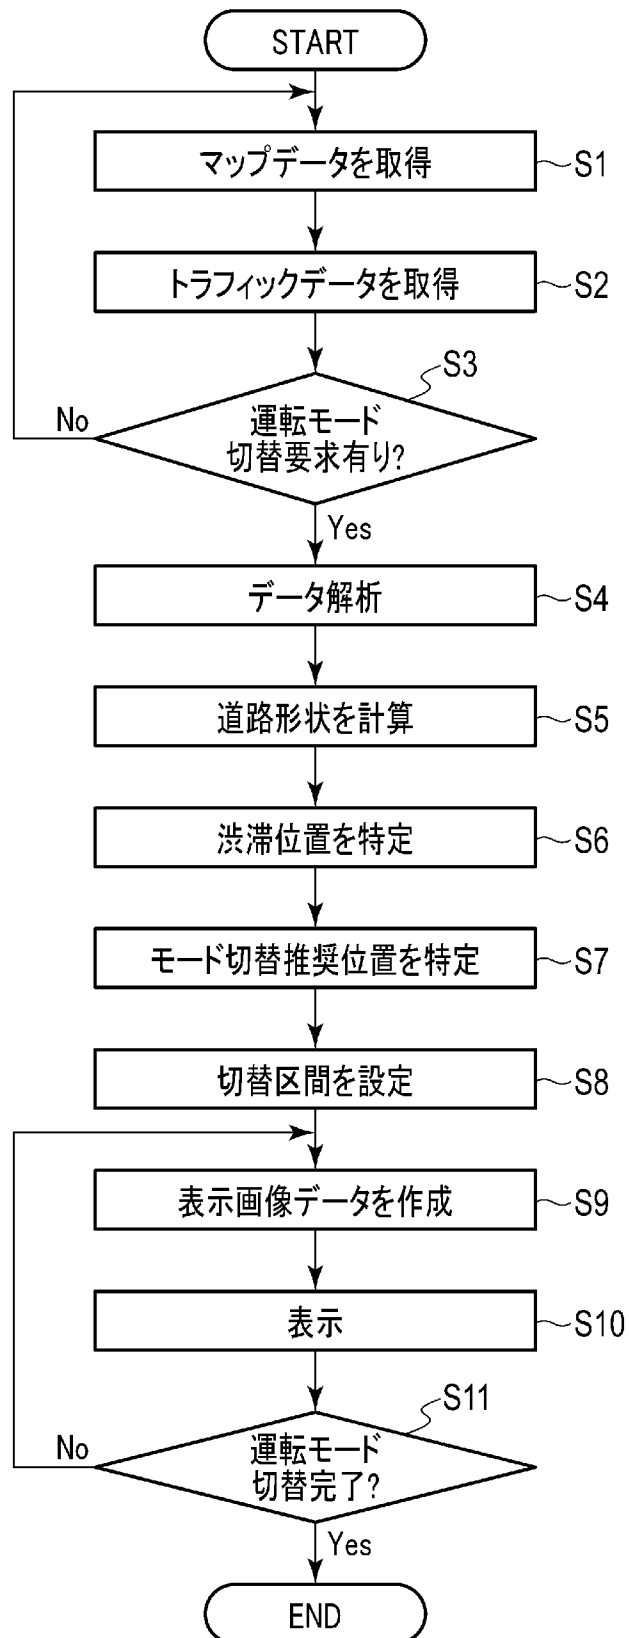 START
マップデータを取得
S1
トラフィックデータを取得
S2
S3
運転モード
切替要求有り?
No
Yes
データ解析
S4
道路形状を計算
S5
渋滞位置を特定
S6
モード切替推奨位置を特定
S7
切替区間を設定
S8
表示画像データを作成
S9
表示
S10
S11
運転モード
切替完了?
No
Yes
END